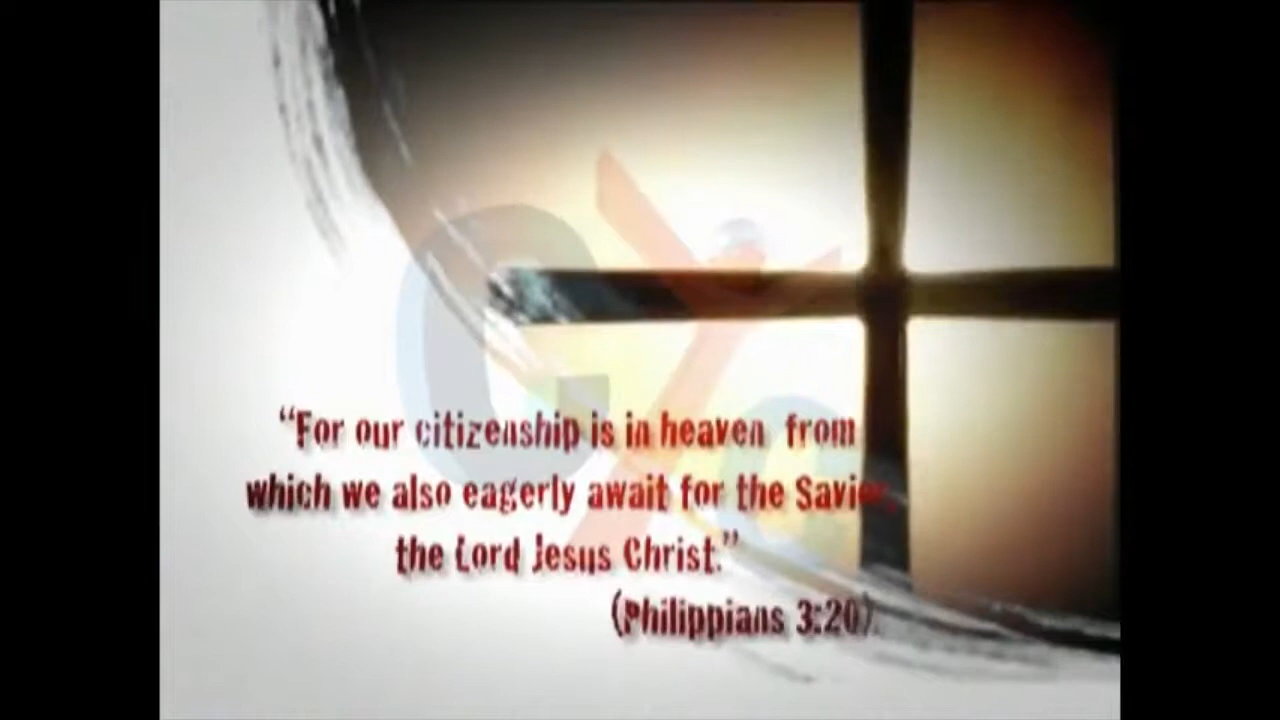 “For our citizenship is in heaven from
which we also eagerly await for the Savior,
the Lord Jesus Christ.”
(Philippians 3:20)